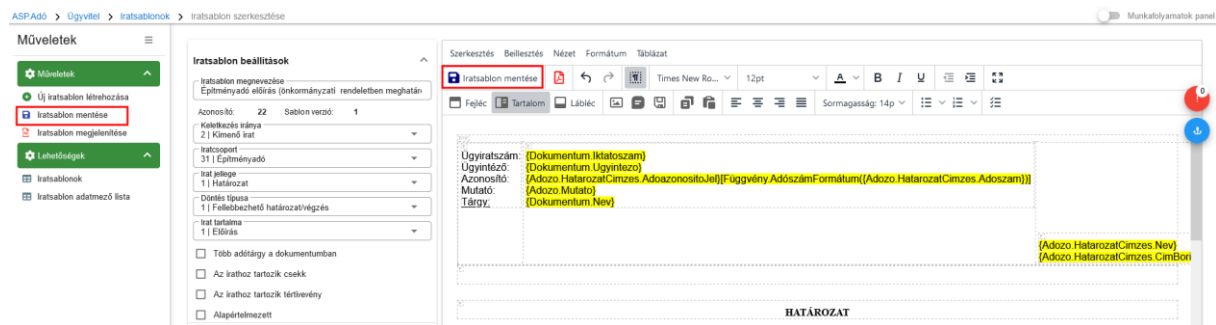 ASP.Adó > Ügyvitel > Iratsablonok > Iratsablon szerkesztése
Munkafolyamatok panel
Műveletek
Műveletek
Új iratsablon létrehozása
Iratsablon mentése
Iratsablon megjelenítése
Lehetőségek
Iratsablonok
Iratsablon adatmező lista
Iratsablon beállítások
Iratsablon megnevezése
Építményadó előírás (önkormányzati rendeletben meghatár
Azonosító: 22 Sablon verzió: 1
Keletkezés iránya
2 | Kimenő irat
Iratcsoport
31 | Építményadó
Irat jellege
1 | Határozat
Döntés típusa
1 | Fellebbezhető határozat/végzés
Irat tartalma
1 | Előírás
Több adótárgy a dokumentumban
Az irathoz tartozik csekk
Az irathoz tartozik tértivevény
Alapértelmezett
Szerkesztés Beillesztés Nézet Formátum Táblázat
Iratsablon mentése Times New Ro... 12pt A B I U
Fejléc Tartalom Lábléc Sormagasság: 14p
0
Ügyiratszám: {Dokumentum.Iktatoszam}
Ügyintéző: {Dokumentum.Ugyintezo}
Azonosító: {Adozo.HatarozatCimzes.AdoazonositoJel}[Függvény.AdószámFormátum({Adozo.HatarozatCimzes.Adoszam})]
Mutató: {Adozo.Mutato}
Tárgy: {Dokumentum.Nev}
{Adozo.HatarozatCimzes.Nev}
{Adozo.HatarozatCimzes.CimBori
HATÁROZAT